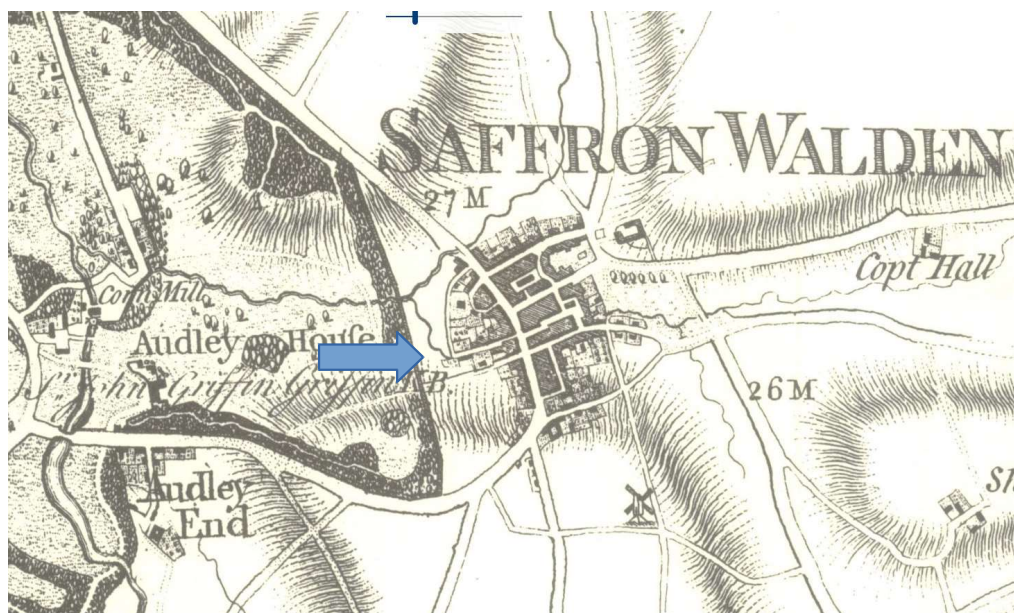 SAFFRON WALDEN
27 M
Copt Hall
Corn Mill
Audley House
Sr. John Griffin Griffin K.B.
26 M
Audley
End